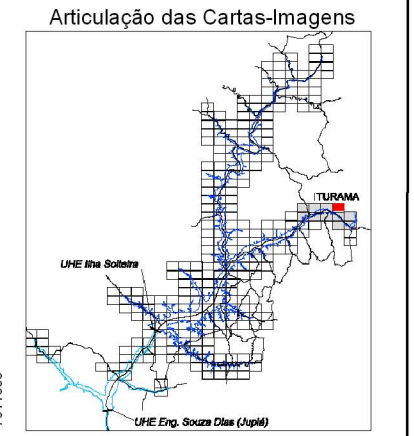 Articulação das Cartas-Imagens
ITURAMA
UHE Ilha Solteira
UHE Eng. Souza Dias (Jupiá)